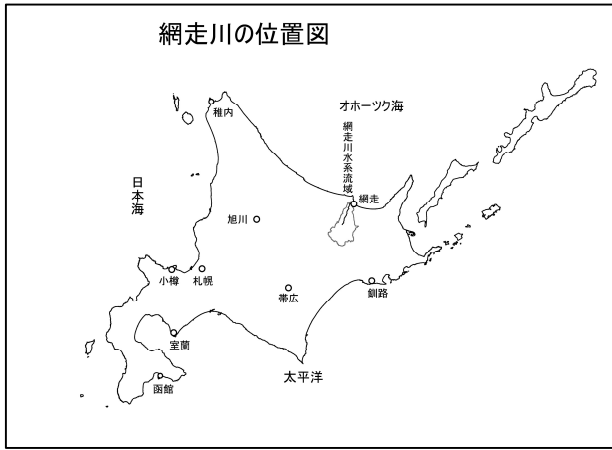 網走川の位置図
オホーツク海
稚内
網走川水系流域
日本海
網走
旭川
小樽
札幌
帯広
釧路
室蘭
太平洋
函館